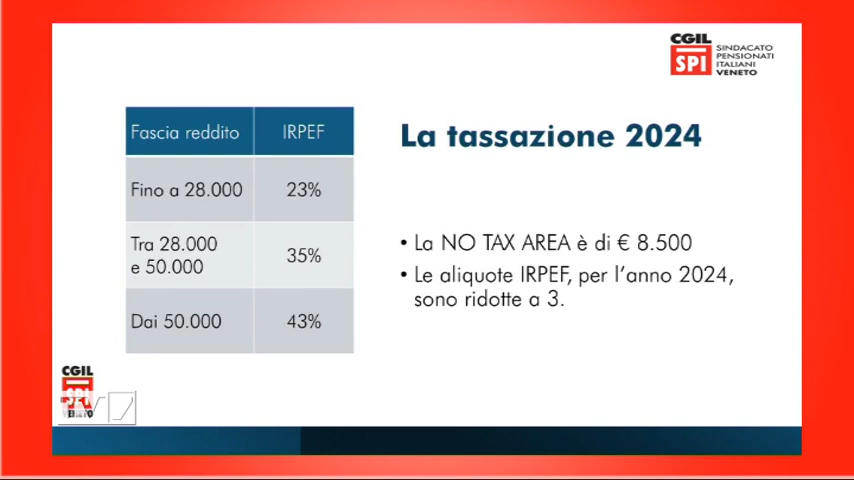 CGIL
SPI
SINDACATO
PENSIONATI
ITALIANI
VENETO
La tassazione 2024
Fascia reddito IRPEF
Fino a 28.000 23%
Tra 28.000
e 50.000 35%
Dai 50.000 43%
• La NO TAX AREA è di € 8.500
• Le aliquote IRPEF, per l'anno 2024,
sono ridotte a 3.
CGIL
SPI
VENETO